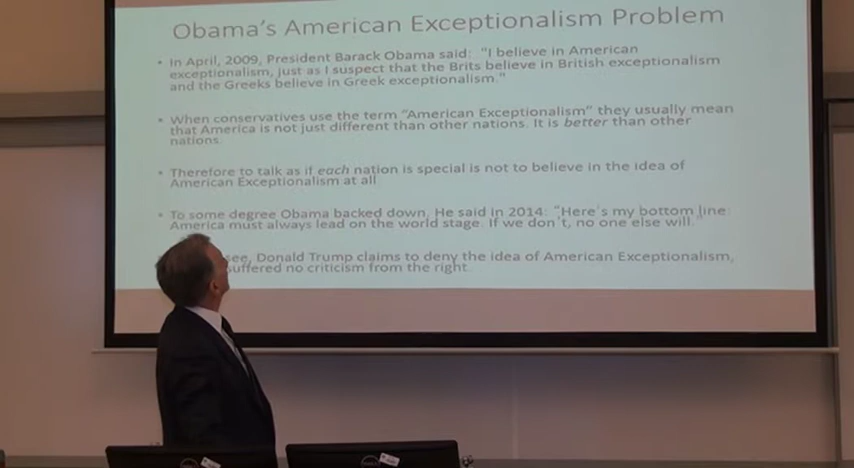 Obama's American Exceptionalism Problem
• In April, 2009, President Barack Obama said: "I believe in American
exceptionalism, just as I suspect that the Brits believe in British exceptionalism
and the Greeks believe in Greek exceptionalism."
• When conservatives use the term "American Exceptionalism" they usually mean
that America is not just different than other nations. It is better than other
nations.
• Therefore to talk as if each nation is special is not to believe in the idea of
American Exceptionalism at all
• To some degree Obama backed down. He said in 2014: "Here's my bottom line
America must always lead on the world stage. If we don't, no one else will."
see, Donald Trump claims to deny the idea of American Exceptionalism,
suffered no criticism from the right.